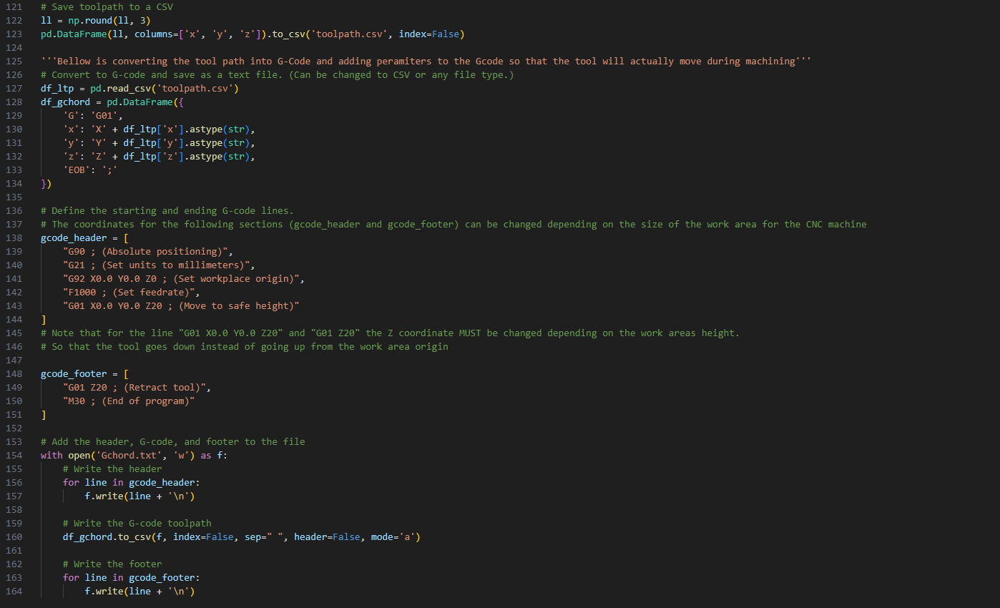 121 # Save toolpath to a CSV
122 ll = np.round(ll, 3)
123 pd.DataFrame(ll, columns=['x', 'y', 'z']).to_csv('toolpath.csv', index=False)
124
125 '''Bellow is converting the tool path into G-Code and adding peramiters to the Gcode so that the tool will actually move during machining'''
126 # Convert to G-code and save as a text file. (Can be changed to CSV or any file type.)
127 df_ltp = pd.read_csv('toolpath.csv')
128 df_gchord = pd.DataFrame({
129     'G': 'G01',
130     'x': 'X' + df_ltp['x'].astype(str),
131     'y': 'Y' + df_ltp['y'].astype(str),
132     'z': 'Z' + df_ltp['z'].astype(str),
133     'EOB': ';'
134 })
135
136 # Define the starting and ending G-code lines.
137 # The coordinates for the following sections (gcode_header and gcode_footer) can be changed depending on the size of the work area for the CNC machine
138 gcode_header = [
139     "G90 ; (Absolute positioning)",
140     "G21 ; (Set units to millimeters)",
141     "G92 X0.0 Y0.0 Z0 ; (Set workplace origin)",
142     "F1000 ; (Set feedrate)",
143     "G01 X0.0 Y0.0 Z20 ; (Move to safe height)"
144 ]
145 # Note that for the line "G01 X0.0 Y0.0 Z20" and "G01 Z20" the Z coordinate MUST be changed depending on the work areas height.
146 # So that the tool goes down instead of going up from the work area origin
147
148 gcode_footer = [
149     "G01 Z20 ; (Retract tool)",
150     "M30 ; (End of program)"
151 ]
152
153 # Add the header, G-code, and footer to the file
154 with open('Gchord.txt', 'w') as f:
155     # Write the header
156     for line in gcode_header:
157         f.write(line + '\n')
158
159     # Write the G-code toolpath
160     df_gchord.to_csv(f, index=False, sep=" ", header=False, mode='a')
161
162     # Write the footer
163     for line in gcode_footer:
164         f.write(line + '\n')